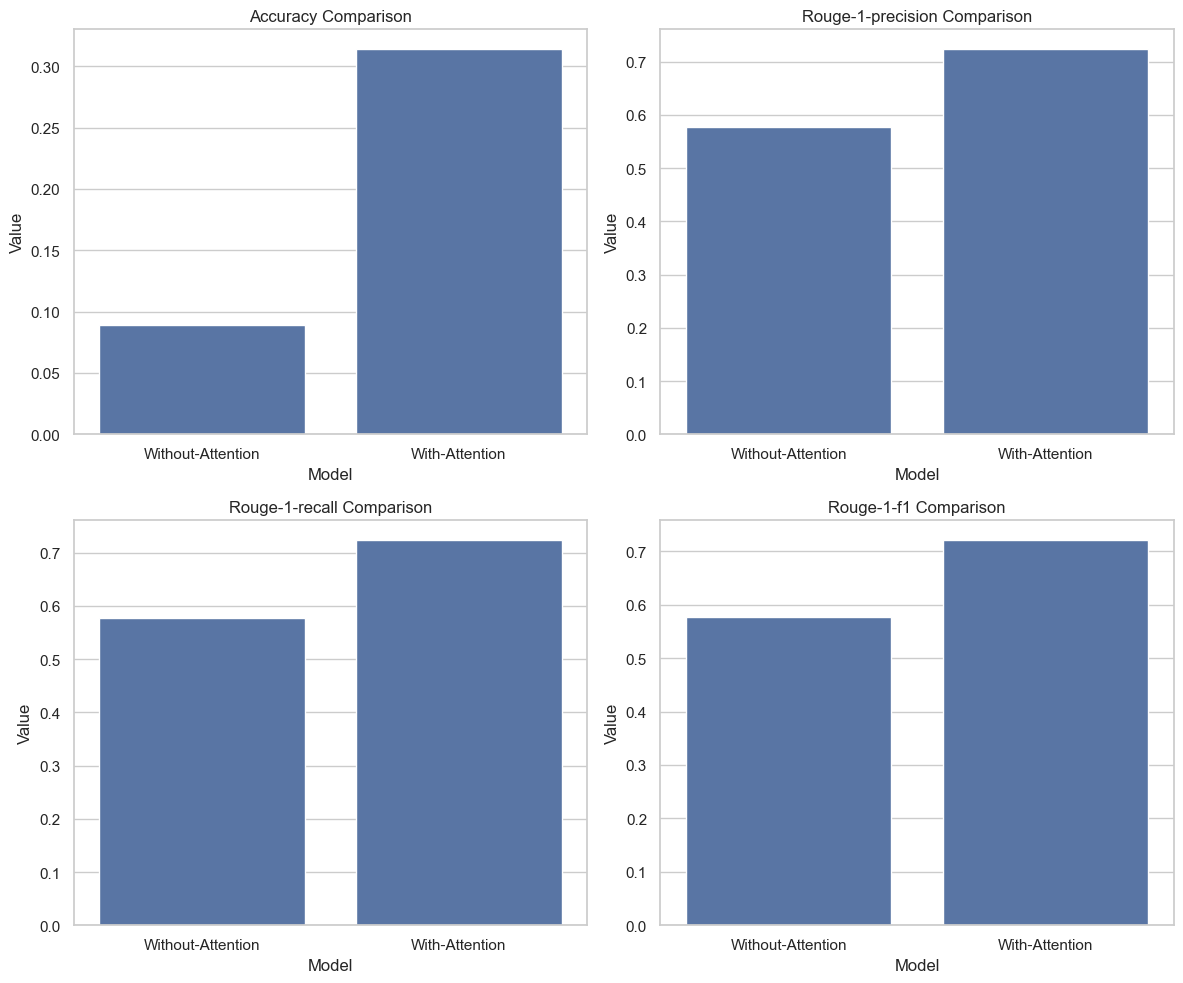 Accuracy Comparison
0.30
0.25
0.20
0.15
0.10
0.05
0.00
Value
Without-Attention
With-Attention
Model
Rouge-1-precision Comparison
0.7
0.6
0.5
0.4
0.3
0.2
0.1
0.0
Value
Without-Attention
With-Attention
Model
Rouge-1-recall Comparison
0.7
0.6
0.5
0.4
0.3
0.2
0.1
0.0
Value
Without-Attention
With-Attention
Model
Rouge-1-f1 Comparison
0.7
0.6
0.5
0.4
0.3
0.2
0.1
0.0
Value
Without-Attention
With-Attention
Model